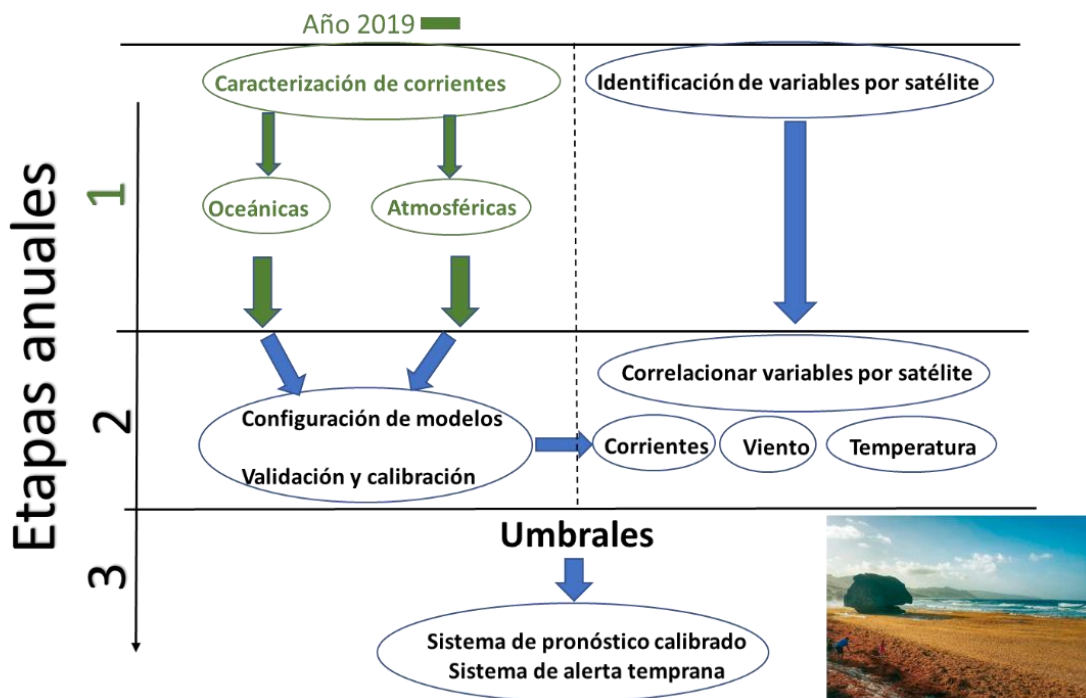 Año 2019
Etapas anuales
1
Caracterización de corrientes
Identificación de variables por satélite
Oceánicas
Atmosféricas
2
Configuración de modelos
Validación y calibración
Correlacionar variables por satélite
Corrientes
Viento
Temperatura
3
Umbrales
Sistema de pronóstico calibrado
Sistema de alerta temprana